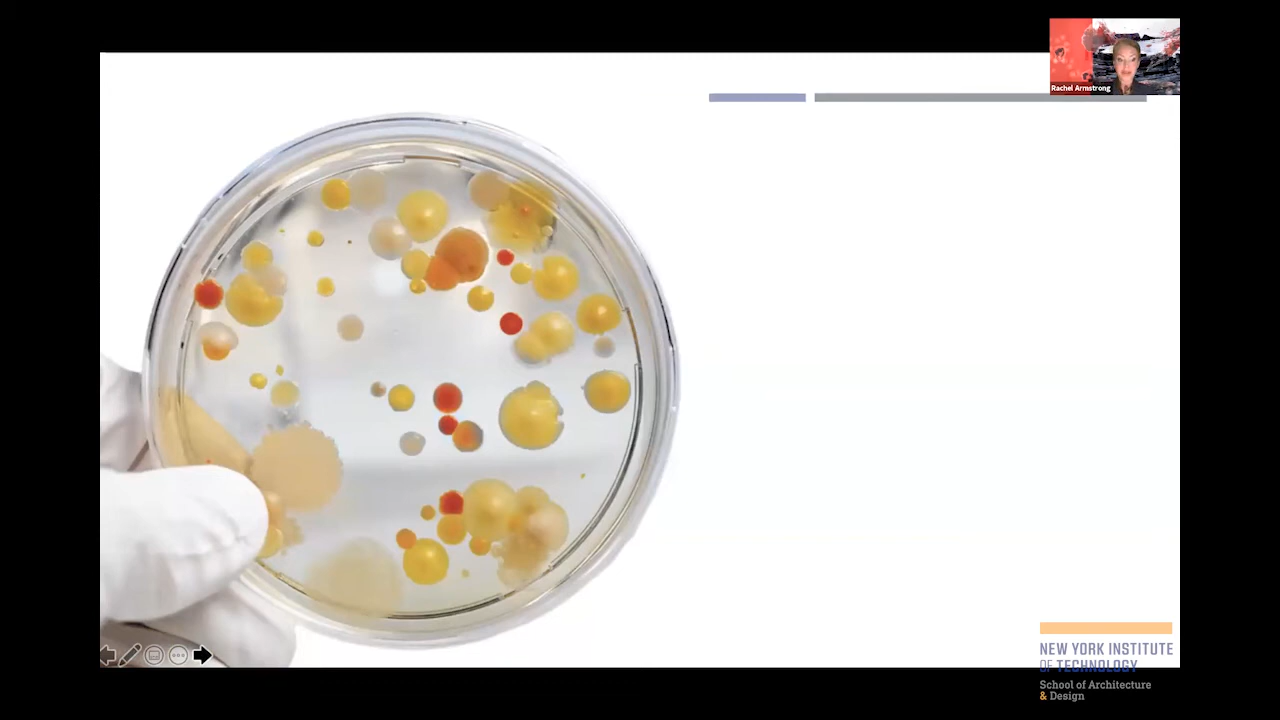 Rachel Armstrong
NEW YORK INSTITUTE
OF TECHNOLOGY
School of Architecture
& Design